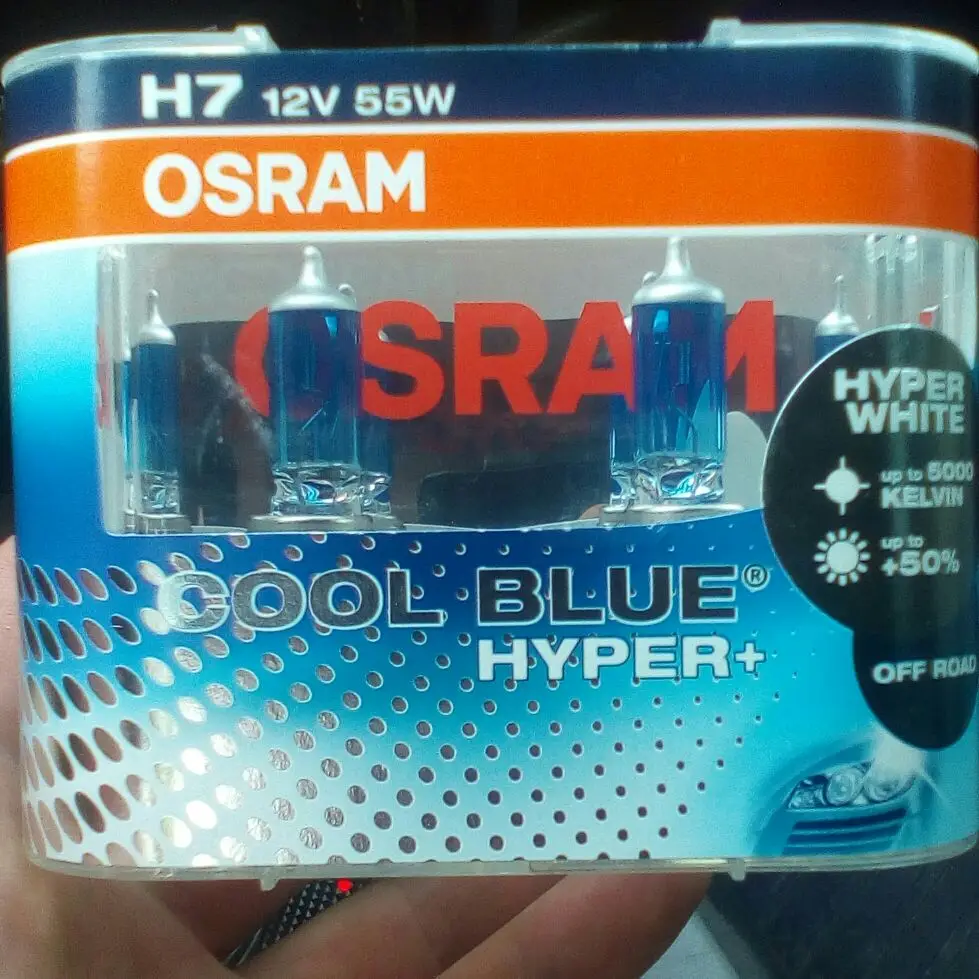 H7 12V 55W
OSRAM
OSRAM
HYPER
WHITE
up to 5000
KELVIN
up to
+50%
COOL BLUE®
HYPER+
OFF ROAD